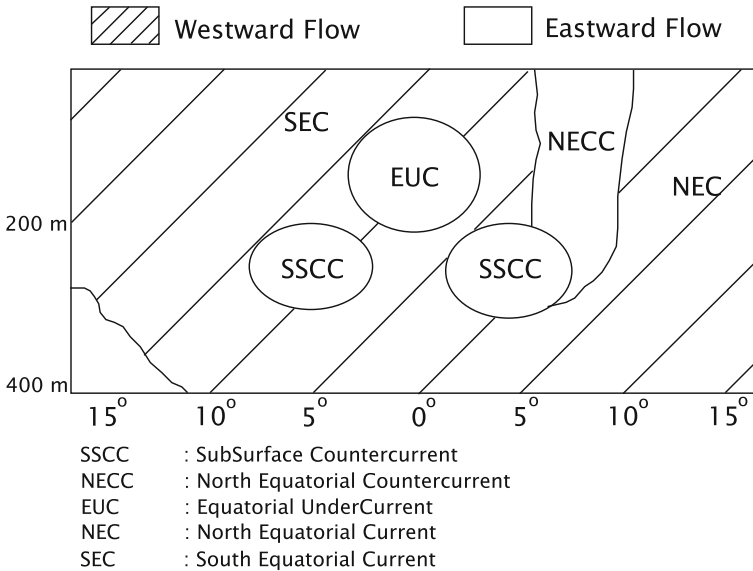 Westward Flow Eastward Flow
SEC
NECC
EUC
NEC
200 m
SSCC SSCC
400 m
15° 10° 5° 0° 5° 10° 15°
SSCC : SubSurface Countercurrent
NECC : North Equatorial Countercurrent
EUC : Equatorial UnderCurrent
NEC : North Equatorial Current
SEC : South Equatorial Current